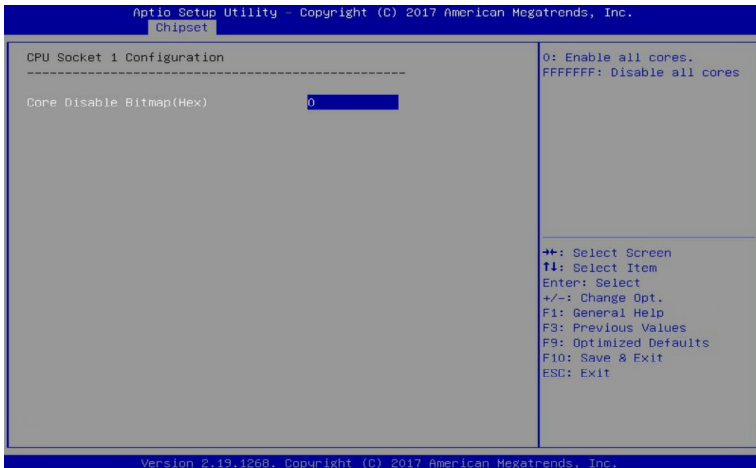 Aptio Setup Utility - Copyright (C) 2017 American Megatrends, Inc.
Chipset
CPU Socket 1 Configuration
--------------------------------------------------
Core Disable Bitmap(Hex) 0
0: Enable all cores.
FFFFFFF: Disable all cores
→←: Select Screen
↑↓: Select Item
Enter: Select
+/-: Change Opt.
F1: General Help
F3: Previous Values
F9: Optimized Defaults
F10: Save & Exit
ESC: Exit
Version 2.19.1268. Copyright (C) 2017 American Megatrends, Inc.